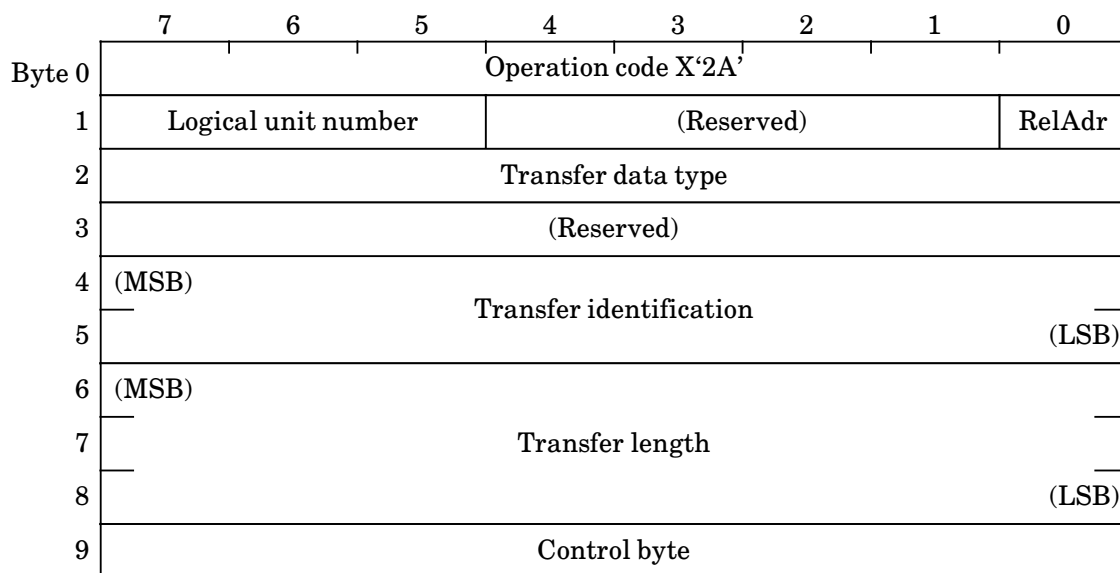 7 6 5 4 3 2 1 0
Byte 0 Operation code X‘2A’
1 Logical unit number (Reserved) RelAdr
2 Transfer data type
3 (Reserved)
4 (MSB)
Transfer identification
5 (LSB)
6 (MSB)
7 Transfer length
8 (LSB)
9 Control byte